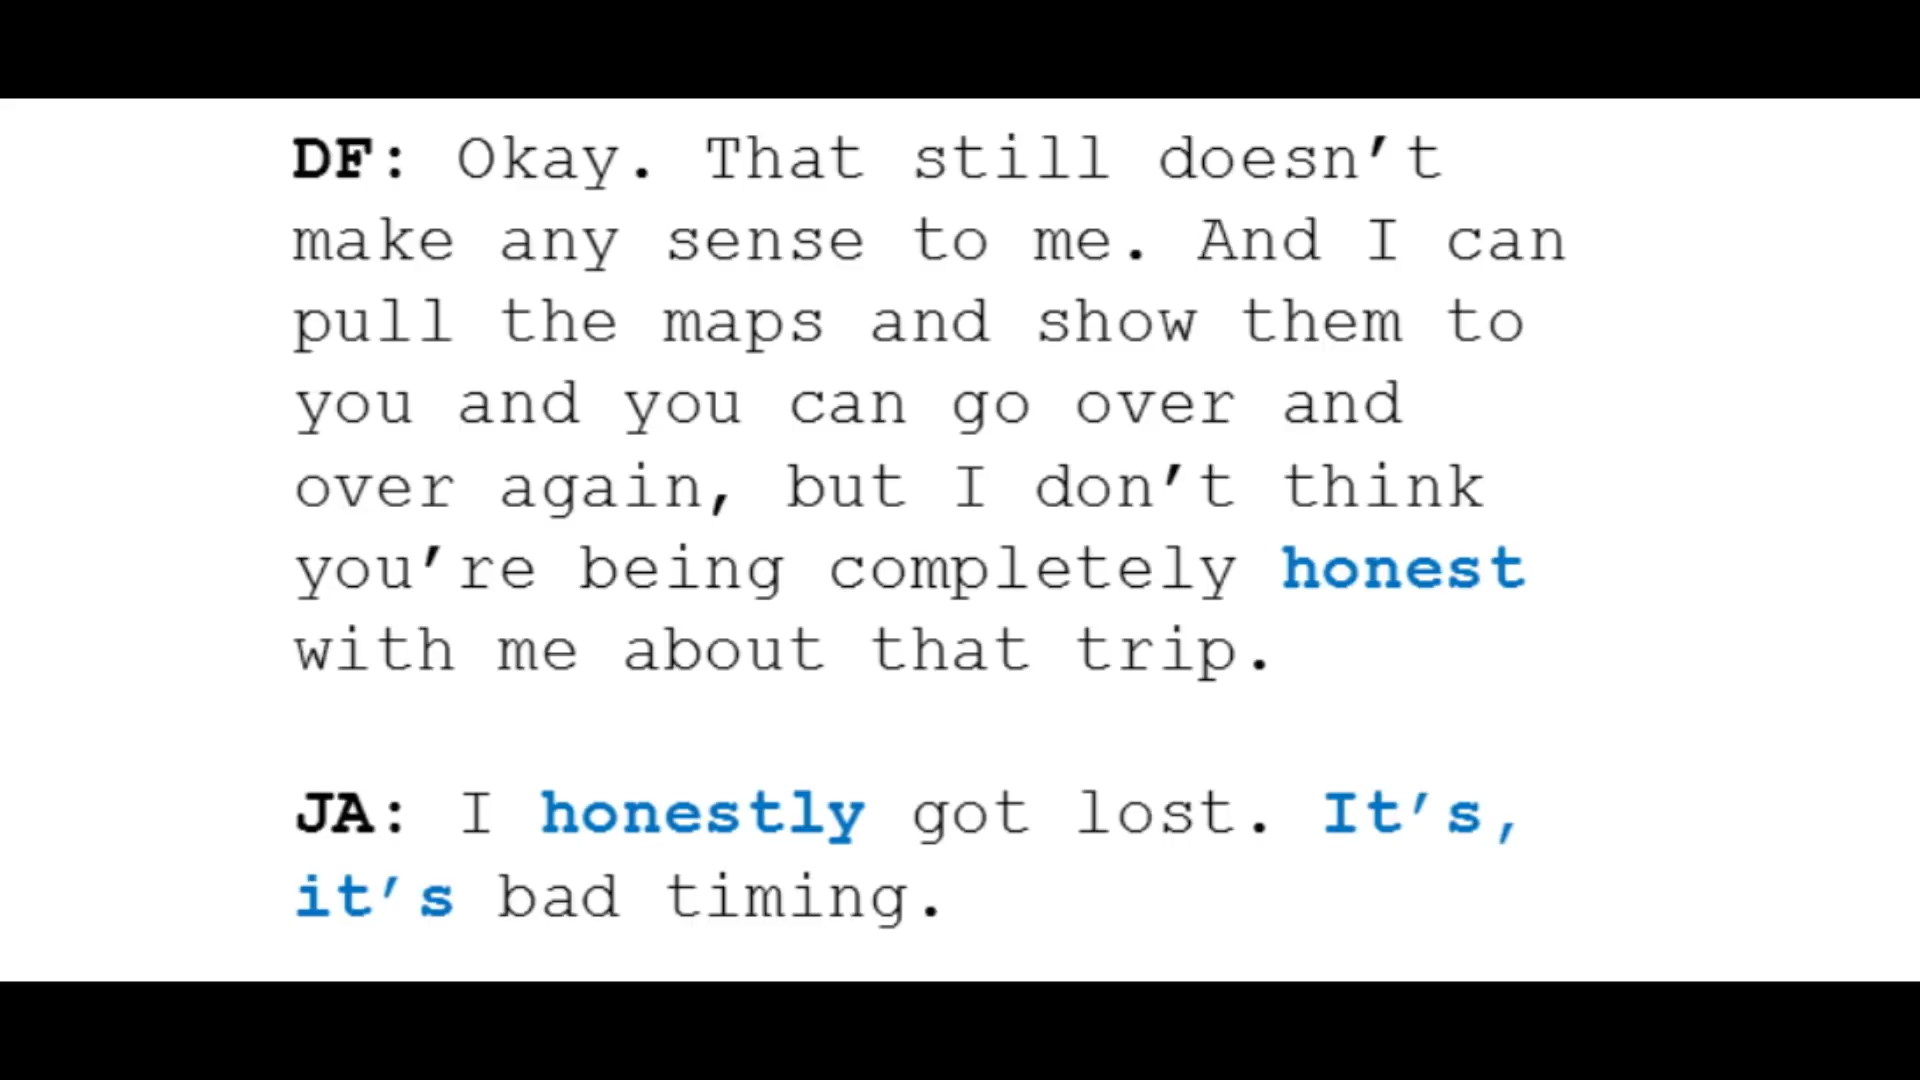 DF: Okay. That still doesn’t
make any sense to me. And I can
pull the maps and show them to
you and you can go over and
over again, but I don’t think
you’re being completely honest
with me about that trip.
JA: I honestly got lost. It’s,
it’s bad timing.